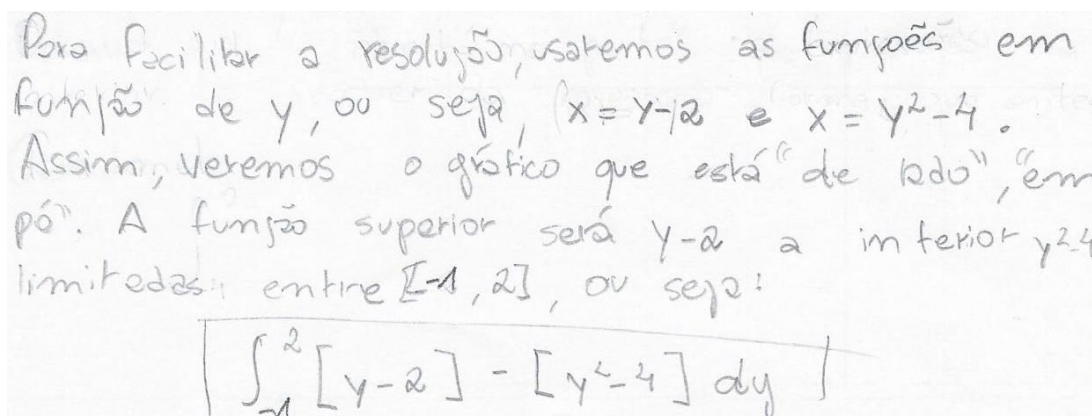 Para facilitar a resolução, usaremos as funções em
função de y, ou seja, x = y-2 e x = y²-4.
Assim, veremos o gráfico que está "de lado", "em
pé". A função superior será y-2 a inferior y²-4
limitadas entre [-1, 2], ou seja:
∫₋₁² [y-2] - [y²-4] dy